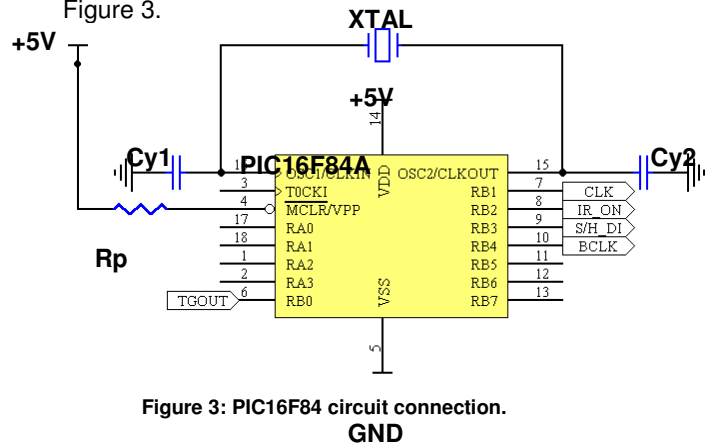 Figure 3.
XTAL
+5V
+5V
14
Cy1
PIC16F84A
Cy2
OSC1/CLKIN
VDD
OSC2/CLKOUT
15
3
T0CKI
RB1
7
CLK
4
MCLR/VPP
RB2
8
IR_ON
17
RA0
RB3
9
S/H_DI
18
RA1
RB4
10
BCLK
Rp
1
RA2
RB5
11
2
RA3
RB6
12
TGOUT
6
RB0
VSS
RB7
13
5
Figure 3: PIC16F84 circuit connection.
GND